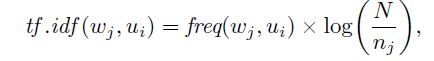 tf.idf(w_j, u_i) = freq(w_j, u_i) × log(N/n_j),